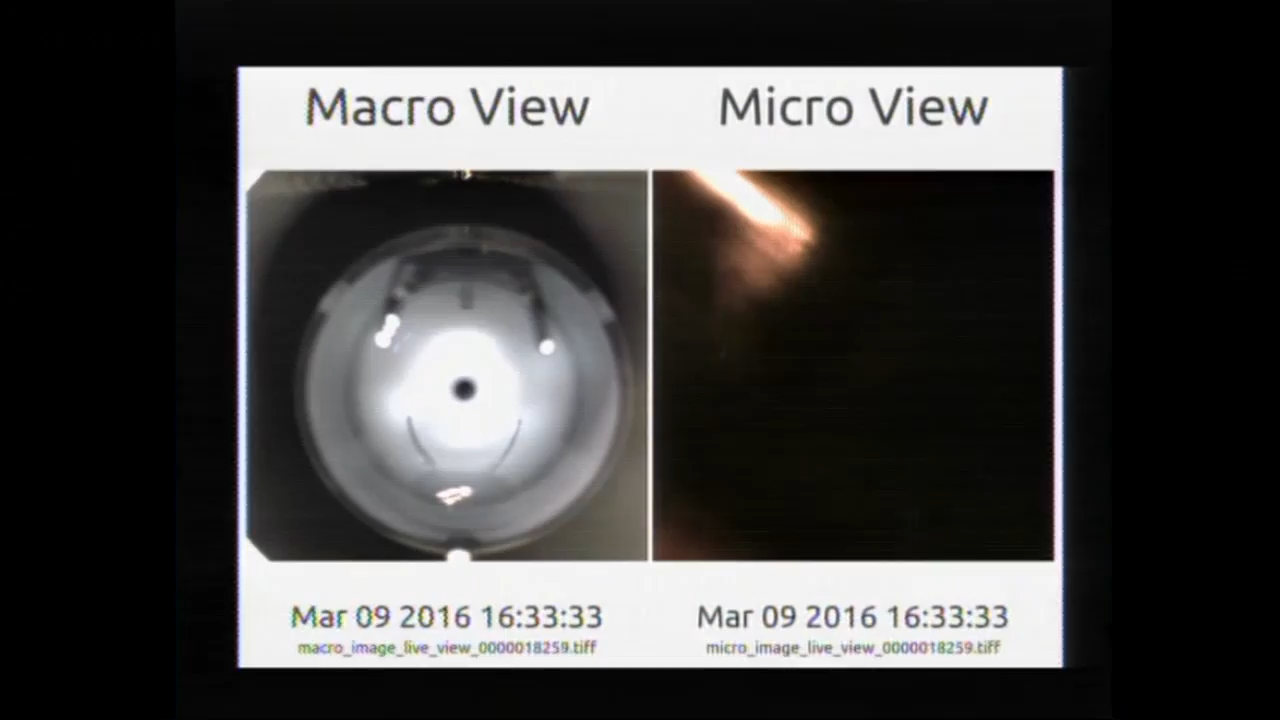 Macro View
Micro View
Mar 09 2016 16:33:33
Mar 09 2016 16:33:33
macro_image_live_view_0000018259.tiff
micro_image_live_view_0000018259.tiff